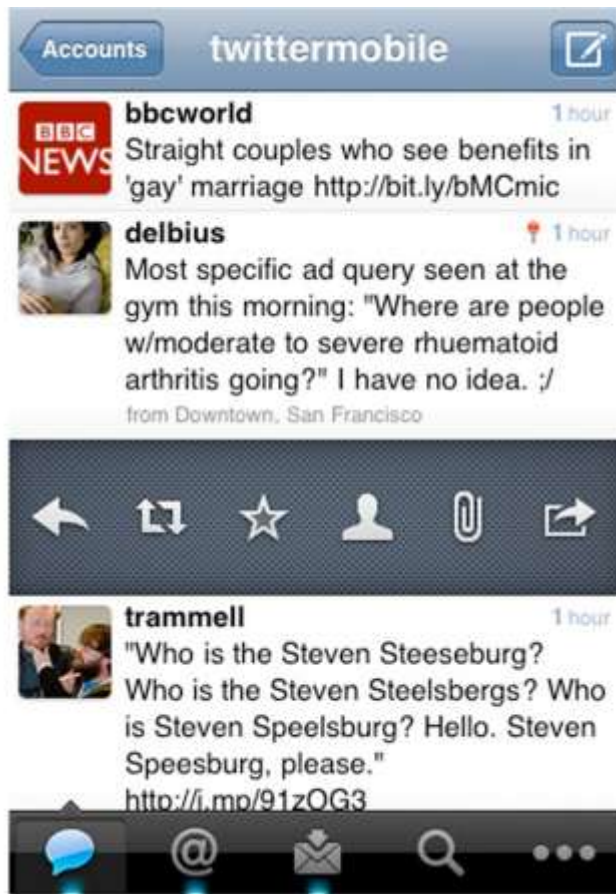 Accounts
twittermobile
BBC
NEWS
bbcworld
1 hour
Straight couples who see benefits in
'gay' marriage http://bit.ly/bMCmic
delbius
1 hour
Most specific ad query seen at the
gym this morning: "Where are people
w/moderate to severe rhuematoid
arthritis going?" I have no idea. ;/
from Downtown, San Francisco
trammell
1 hour
"Who is the Steven Steeseburg?
Who is the Steven Steelsbergs? Who
is Steven Speelsburg? Hello. Steven
Speesburg, please."
http://j.mp/91zOG3
@